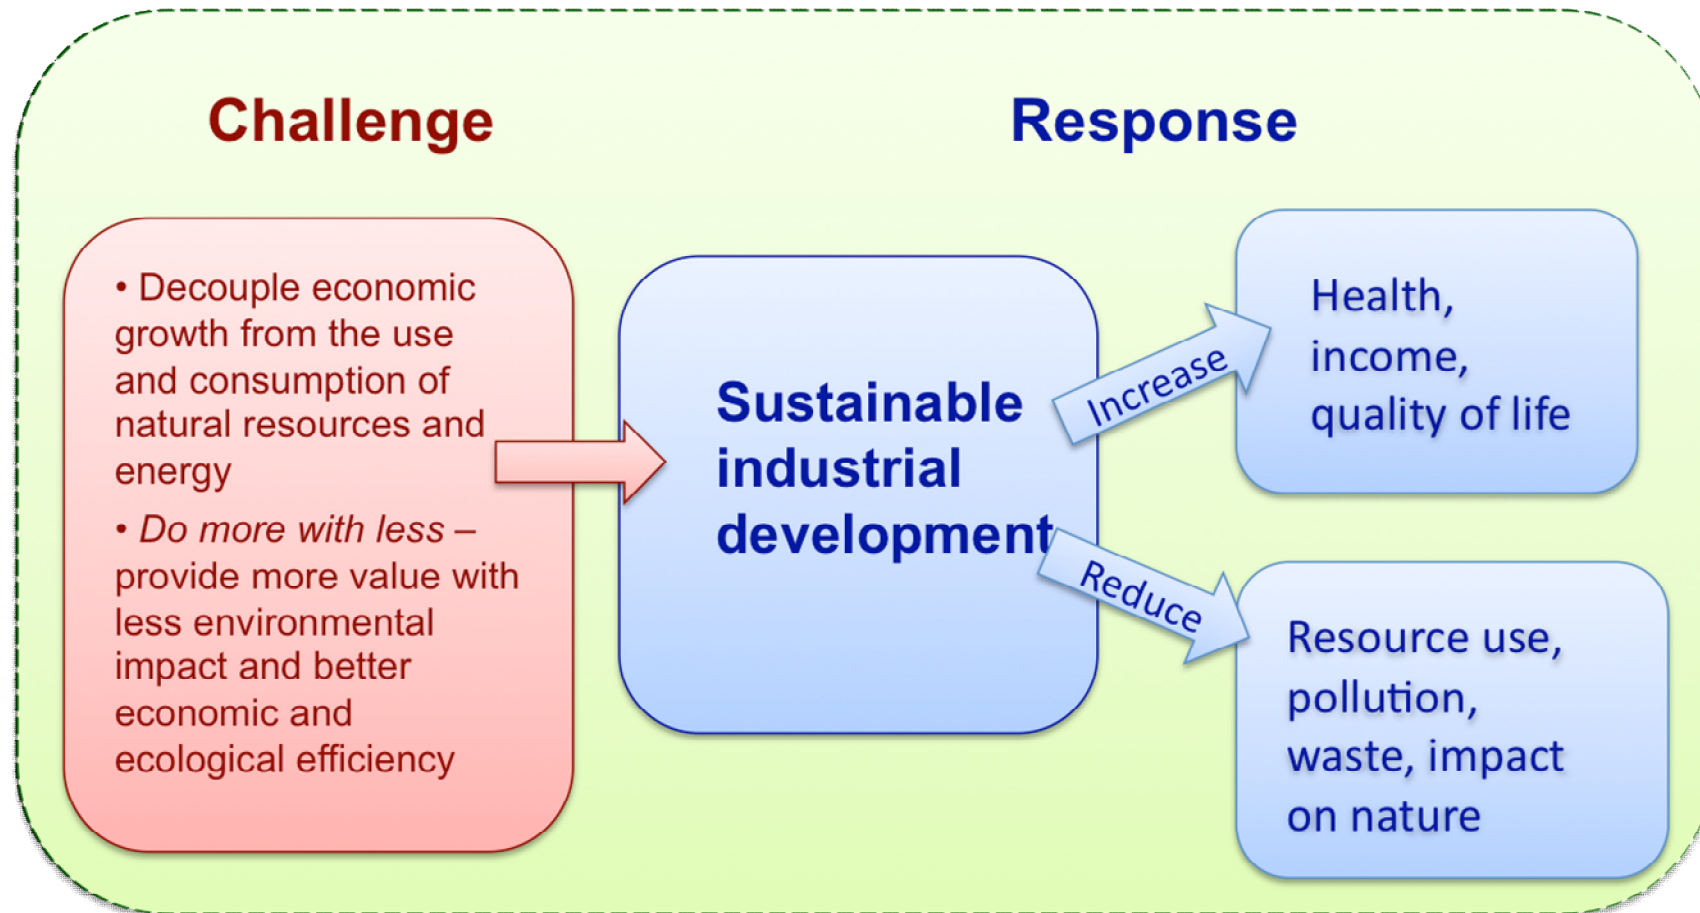 Challenge
Response
• Decouple economic
growth from the use
and consumption of
natural resources and
energy
• Do more with less –
provide more value with
less environmental
impact and better
economic and
ecological efficiency
Sustainable
industrial
development
Increase
Health,
income,
quality of life
Reduce
Resource use,
pollution,
waste, impact
on nature